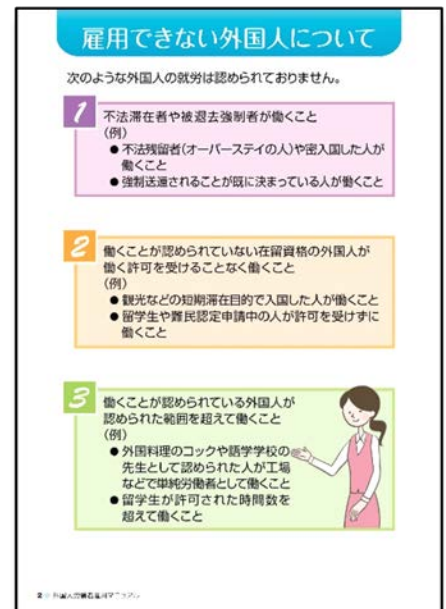 雇用できない外国人について
次のような外国人の就労は認められておりません。
1
不法滞在者や被退去強制者が働くこと
(例)
●不法残留者(オーバーステイの人)や密入国した人が
働くこと
●強制送還されることが既に決まっている人が働くこと
2
働くことが認められていない在留資格の外国人が
働く許可を受けることなく働くこと
(例)
●観光などの短期滞在目的で入国した人が働くこと
●留学生や難民認定申請中の人が許可を受けずに
働くこと
3
働くことが認められている外国人が
認められた範囲を超えて働くこと
(例)
●外国料理のコックや語学学校の
先生として認められた人が工場
などで単純労働者として働くこと
●留学生が許可された時間数を
超えて働くこと
2 外国人労働者雇用マニュアル